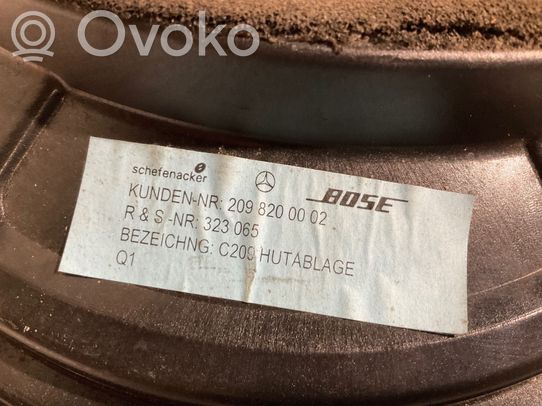 Ovoko
schefenacker BOSE
KUNDEN-NR: 209 820 00 02
R & S -NR: 323 065
BEZEICHNG: C209 HUTABLAGE
Q1